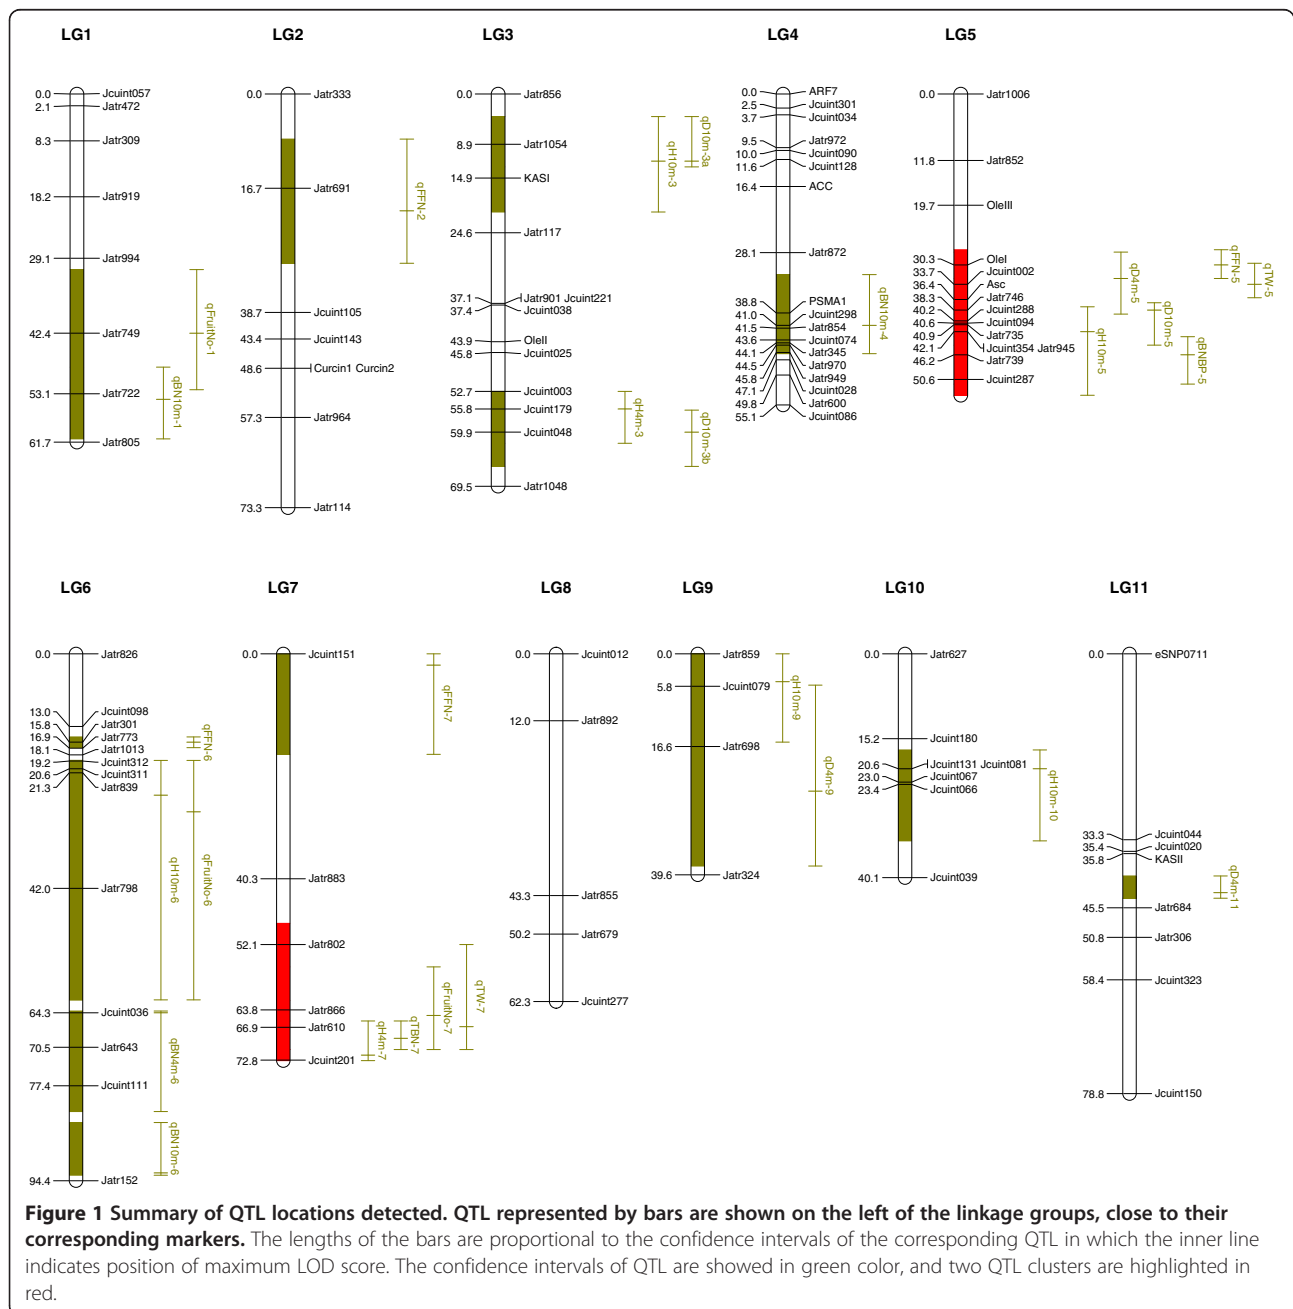 LG1
LG2
LG3
LG4
LG5
0.0 Jcuint057
2.1 Jatr472
8.3 Jatr309
18.2 Jatr919
29.1 Jatr994
42.4 Jatr749
53.1 Jatr722
61.7 Jatr805
qFruitNo-1
qBN10m-1
0.0 Jatr333
16.7 Jatr691
38.7 Jcuint105
43.4 Jcuint143
48.6 Curcin1 Curcin2
57.3 Jatr964
73.3 Jatr114
qFFN-2
0.0 Jatr856
8.9 Jatr1054
14.9 KASI
24.6 Jatr117
37.1 Jatr901 Jcuint221
37.4 Jcuint038
43.9 OleII
45.8 Jcuint025
52.7 Jcuint003
55.8 Jcuint179
59.9 Jcuint048
69.5 Jatr1048
qH10m-3
qD10m-3a
qH4m-3
qD10m-3b
0.0 ARF7
2.5 Jcuint301
3.7 Jcuint034
9.5 Jatr972
10.0 Jcuint090
11.6 Jcuint128
16.4 ACC
28.1 Jatr872
38.8 PSMA1
41.0 Jcuint298
41.5 Jatr854
43.6 Jcuint074
44.1 Jatr345
44.5 Jatr970
45.8 Jatr949
47.1 Jcuint028
49.8 Jatr600
55.1 Jcuint086
qBN10m-4
0.0 Jatr1006
11.8 Jatr852
19.7 OleIII
30.3 OleI
33.7 Jcuint002
36.4 Asc
38.3 Jatr746
40.2 Jcuint288
40.6 Jcuint094
40.9 Jatr735
42.1 Jcuint354 Jatr945
46.2 Jatr739
50.6 Jcuint287
qH10m-5
qD4m-5
qD10m-5
qBNBP-5
qFFN-5
qTW-5
LG6
LG7
LG8
LG9
LG10
LG11
0.0 Jatr826
13.0 Jcuint098
15.8 Jatr301
16.9 Jatr773
18.1 Jatr1013
19.2 Jcuint312
20.6 Jcuint311
21.3 Jatr839
42.0 Jatr798
64.3 Jcuint036
70.5 Jatr643
77.4 Jcuint111
94.4 Jatr152
qFFN-6
qH10m-6
qFruitNo-6
qBN4m-6
qBN10m-6
0.0 Jcuint151
40.3 Jatr883
52.1 Jatr802
63.8 Jatr866
66.9 Jatr610
72.8 Jcuint201
qFFN-7
qH4m-7
qTBN-7
qFruitNo-7
qTW-7
0.0 Jcuint012
12.0 Jatr892
43.3 Jatr855
50.2 Jatr679
62.3 Jcuint277
0.0 Jatr859
5.8 Jcuint079
16.6 Jatr698
39.6 Jatr324
qH10m-9
qD4m-9
0.0 Jatr627
15.2 Jcuint180
20.6 Jcuint131 Jcuint081
23.0 Jcuint067
23.4 Jcuint066
40.1 Jcuint039
qH10m-10
0.0 eSNP0711
33.3 Jcuint044
35.4 Jcuint020
35.8 KASII
45.5 Jatr684
50.8 Jatr306
58.4 Jcuint323
78.8 Jcuint150
qD4m-11
Figure 1 Summary of QTL locations detected. QTL represented by bars are shown on the left of the linkage groups, close to their
corresponding markers. The lengths of the bars are proportional to the confidence intervals of the corresponding QTL in which the inner line
indicates position of maximum LOD score. The confidence intervals of QTL are showed in green color, and two QTL clusters are highlighted in
red.